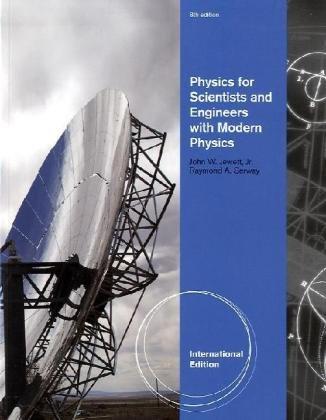 8th edition
Physics for
Scientists and
Engineers
with Modern
Physics
John W. Jewett, Jr.
Raymond A. Serway
International
Edition